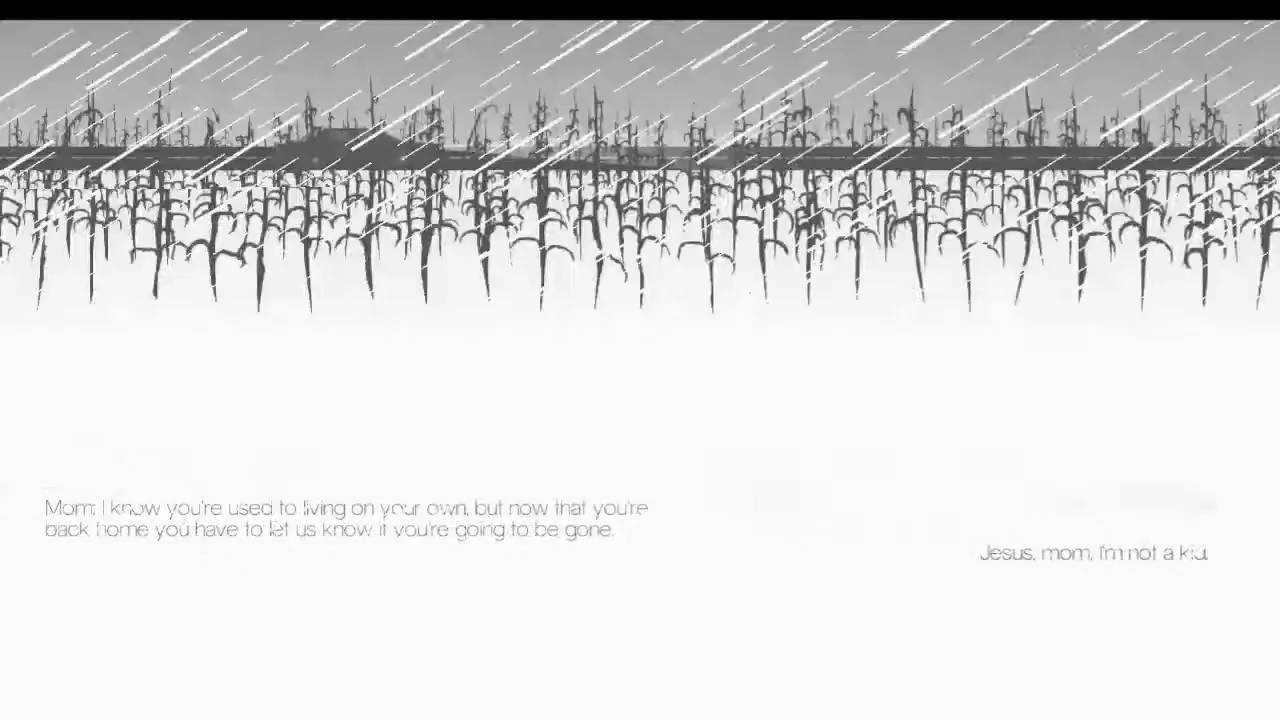 Mom: I know you're used to living on your own, but now that you're
back home you have to let us know if you're going to be gone.
Jesus, mom, I'm not a kid.